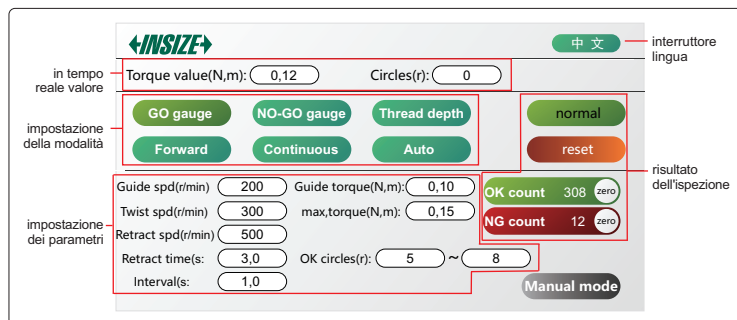 INSIZE
中 文
interruttore
lingua
in tempo
reale valore
Torque value(N,m): 0,12 Circles(r): 0
impostazione
della modalità
GO gauge NO-GO gauge Thread depth normal
Forward Continuous Auto reset
risultato
dell'ispezione
impostazione
dei parametri
Guide spd(r/min) 200 Guide torque(N,m): 0,10 OK count 308 zero
Twist spd(r/min) 300 max,torque(N,m): 0,15 NG count 12 zero
Retract spd(r/min) 500
Retract time(s: 3,0 OK circles(r): 5 ~ 8
Interval(s: 1,0 Manual mode